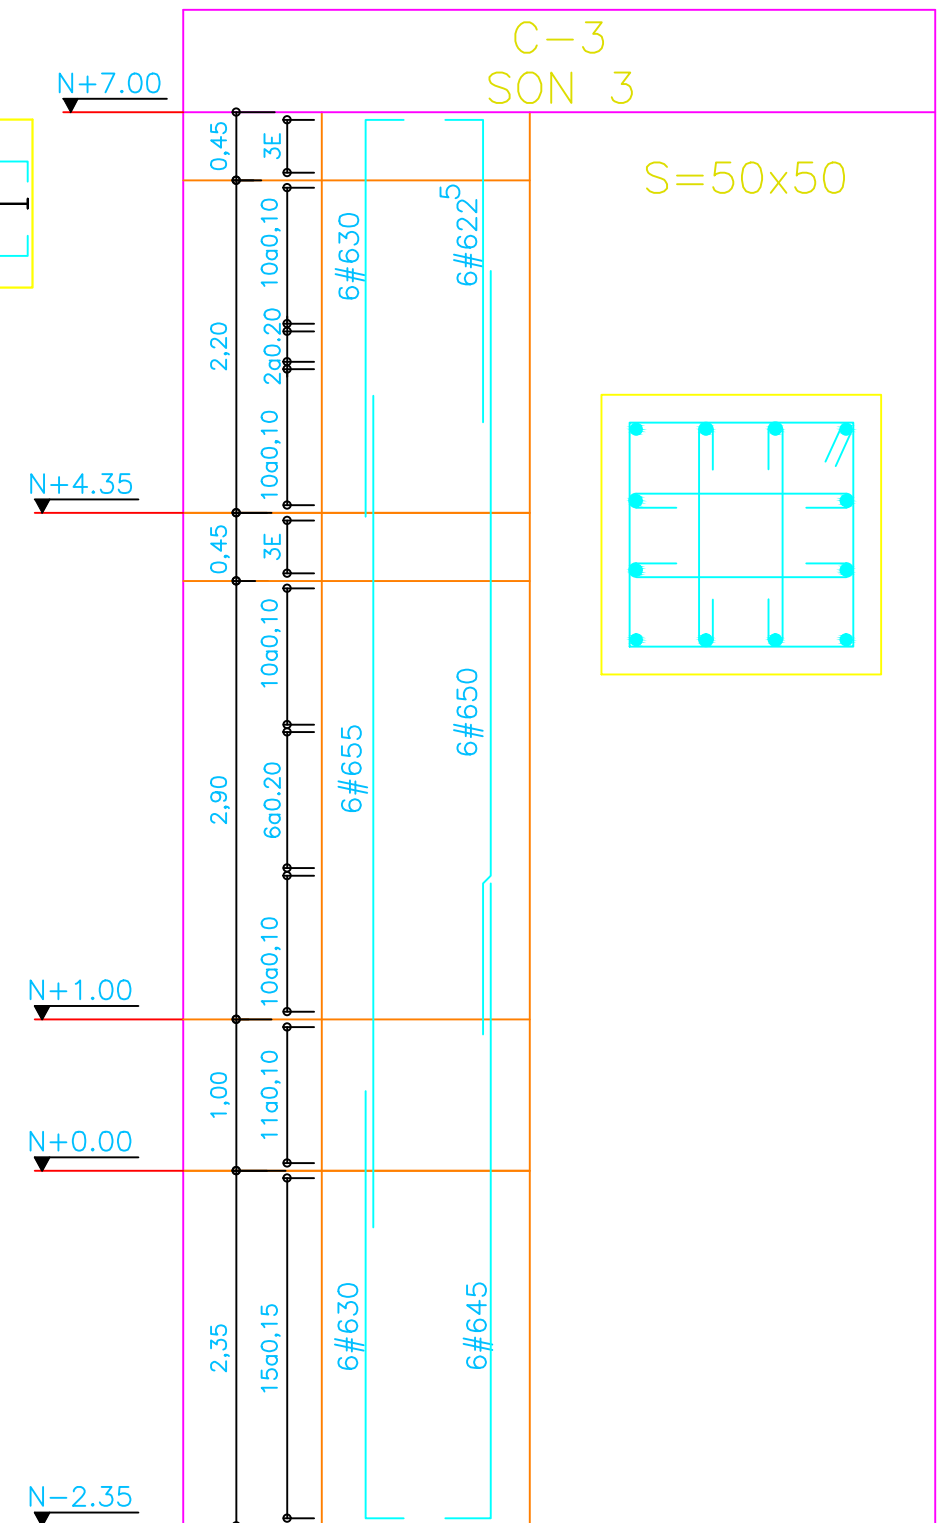 C-3
SON 3
S=50x50
N+7.00
0,45
3E
10a0,10
6#630
6#622
5
2,20
2a0.20
10a0,10
N+4.35
0,45
3E
10a0,10
6#655
6#650
2,90
6a0.20
10a0,10
N+1.00
1,00
11a0,10
N+0.00
2,35
15a0,15
6#630
6#645
N-2.35